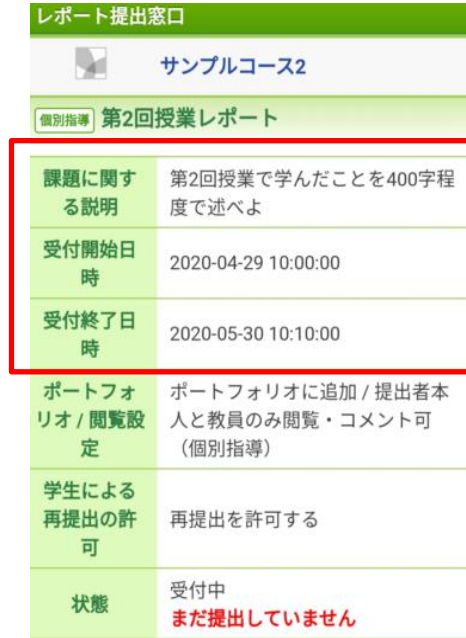 レポート提出窓口
サンプルコース2
個別指導 第2回授業レポート
課題に関す
る説明
第2回授業で学んだことを400字程
度で述べよ
受付開始日
時
2020-04-29 10:00:00
受付終了日
時
2020-05-30 10:10:00
ポートフォ
リオ / 閲覧設
定
ポートフォリオに追加 / 提出者本
人と教員のみ閲覧・コメント可
（個別指導）
学生による
再提出の許
可
再提出を許可する
状態
受付中
まだ提出していません